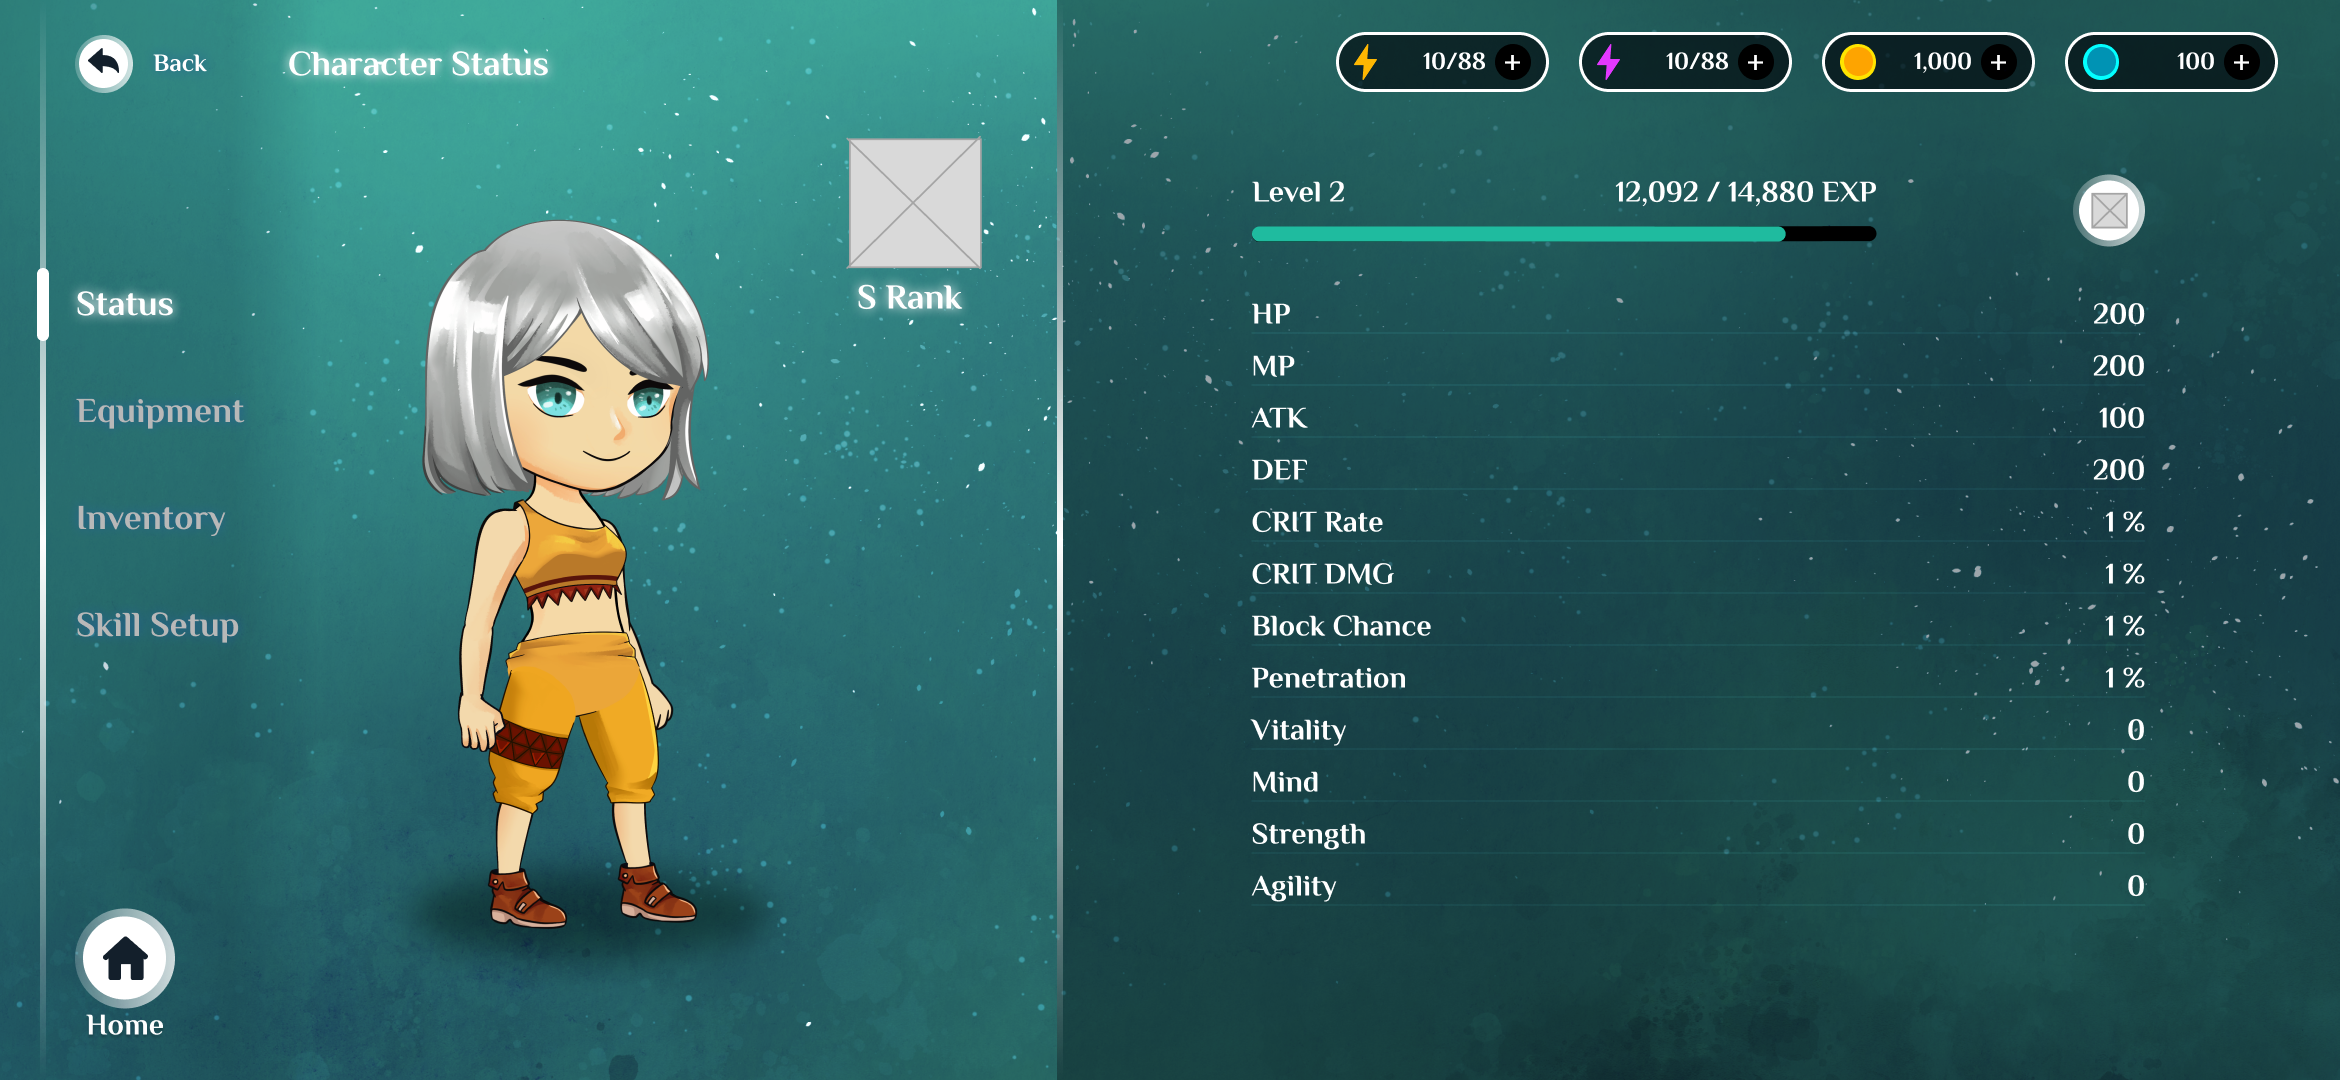 Back
Character Status
10/88
10/88
1,000
100
S Rank
Status
Equipment
Inventory
Skill Setup
Home
Level 2
12,092 / 14,880 EXP
HP 200
MP 200
ATK 100
DEF 200
CRIT Rate 1 %
CRIT DMG 1 %
Block Chance 1 %
Penetration 1 %
Vitality 0
Mind 0
Strength 0
Agility 0